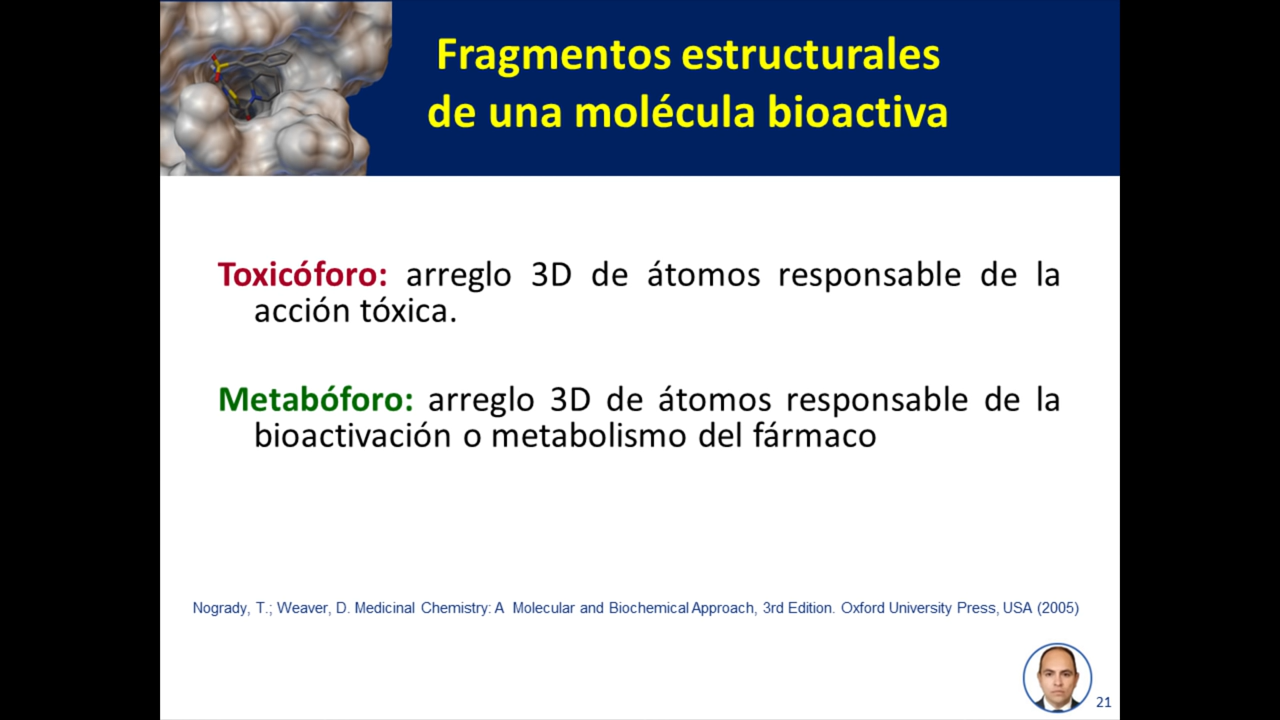 Fragmentos estructurales
de una molécula bioactiva
Toxicóforo: arreglo 3D de átomos responsable de la
acción tóxica.
Metabóforo: arreglo 3D de átomos responsable de la
bioactivación o metabolismo del fármaco
Nogrady, T.; Weaver, D. Medicinal Chemistry: A Molecular and Biochemical Approach, 3rd Edition. Oxford University Press, USA (2005)
21